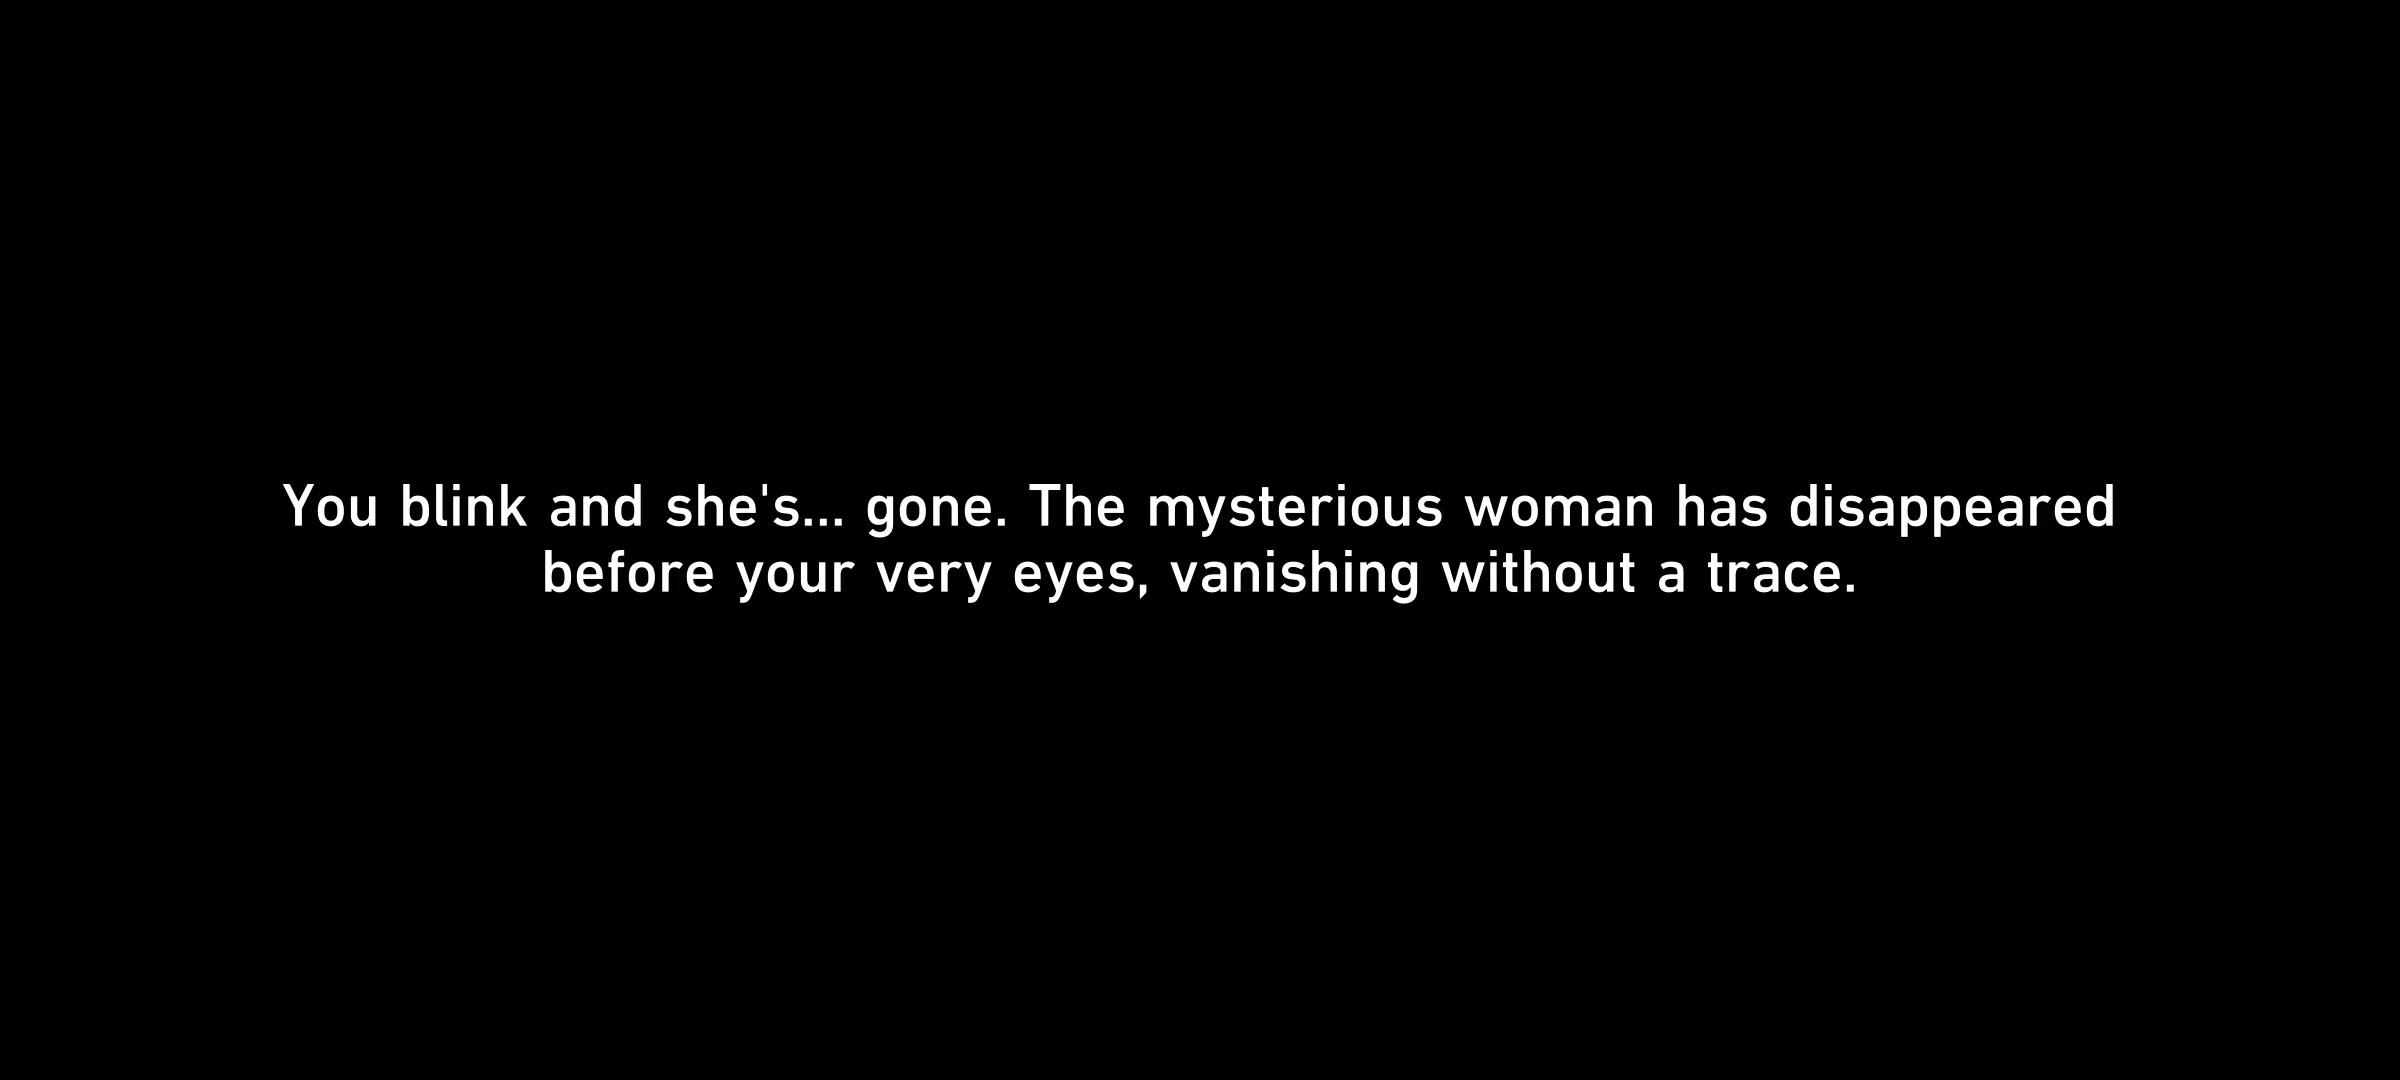 You blink and she's... gone. The mysterious woman has disappeared
before your very eyes, vanishing without a trace.